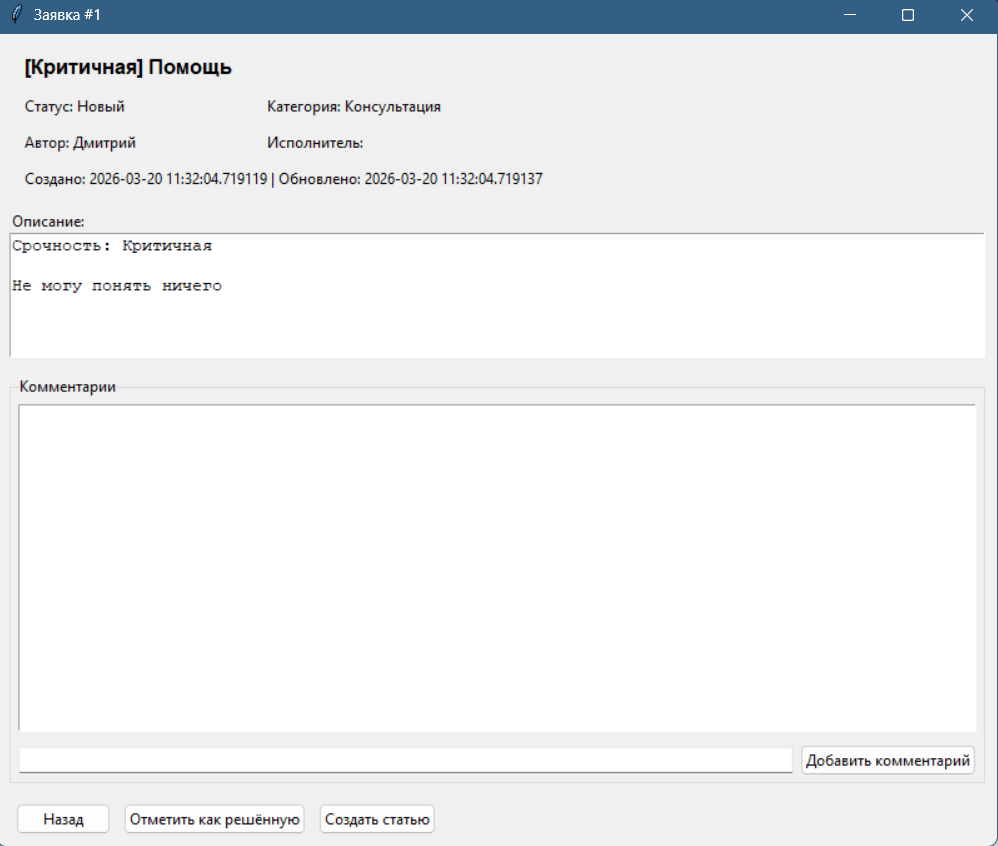 Заявка #1
[Критичная] Помощь
Статус: Новый Категория: Консультация
Автор: Дмитрий Исполнитель:
Создано: 2026-03-20 11:32:04.719119 | Обновлено: 2026-03-20 11:32:04.719137
Описание:
Срочность: Критичная
Не могу понять ничего
Комментарии
Добавить комментарий
Назад Отметить как решённую Создать статью